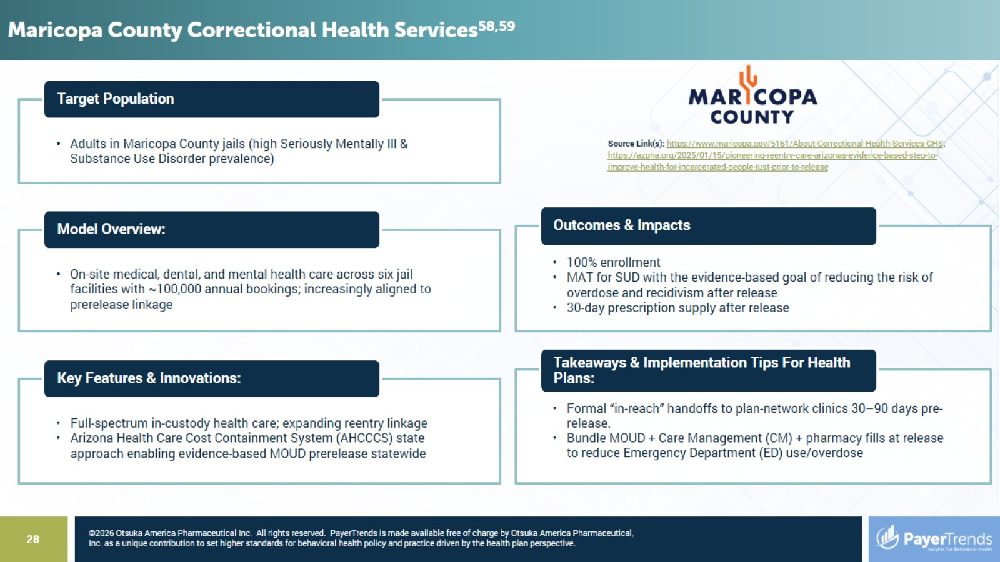 Maricopa County Correctional Health Services58,59
Target Population
• Adults in Maricopa County jails (high Seriously Mentally Ill &
Substance Use Disorder prevalence)
MARICOPA
COUNTY
Source Link(s): https://www.maricopa.gov/5161/About-Correctional-Health-Services-CHS;
https://azpha.org/2025/01/15/pioneering-reentry-care-arizonas-evidence-based-step-to-
improve-health-for-incarcerated-people-just-prior-to-release
Model Overview:
• On-site medical, dental, and mental health care across six jail
facilities with ~100,000 annual bookings; increasingly aligned to
prerelease linkage
Outcomes & Impacts
• 100% enrollment
• MAT for SUD with the evidence-based goal of reducing the risk of
overdose and recidivism after release
• 30-day prescription supply after release
Key Features & Innovations:
• Full-spectrum in-custody health care; expanding reentry linkage
• Arizona Health Care Cost Containment System (AHCCCS) state
approach enabling evidence-based MOUD prerelease statewide
Takeaways & Implementation Tips For Health
Plans:
• Formal “in-reach” handoffs to plan-network clinics 30–90 days pre-
release.
• Bundle MOUD + Care Management (CM) + pharmacy fills at release
to reduce Emergency Department (ED) use/overdose
28
©2026 Otsuka America Pharmaceutical Inc. All rights reserved. PayerTrends is made available free of charge by Otsuka America Pharmaceutical,
Inc. as a unique contribution to set higher standards for behavioral health policy and practice driven by the health plan perspective.
PayerTrends
Insights For Behavioral Health